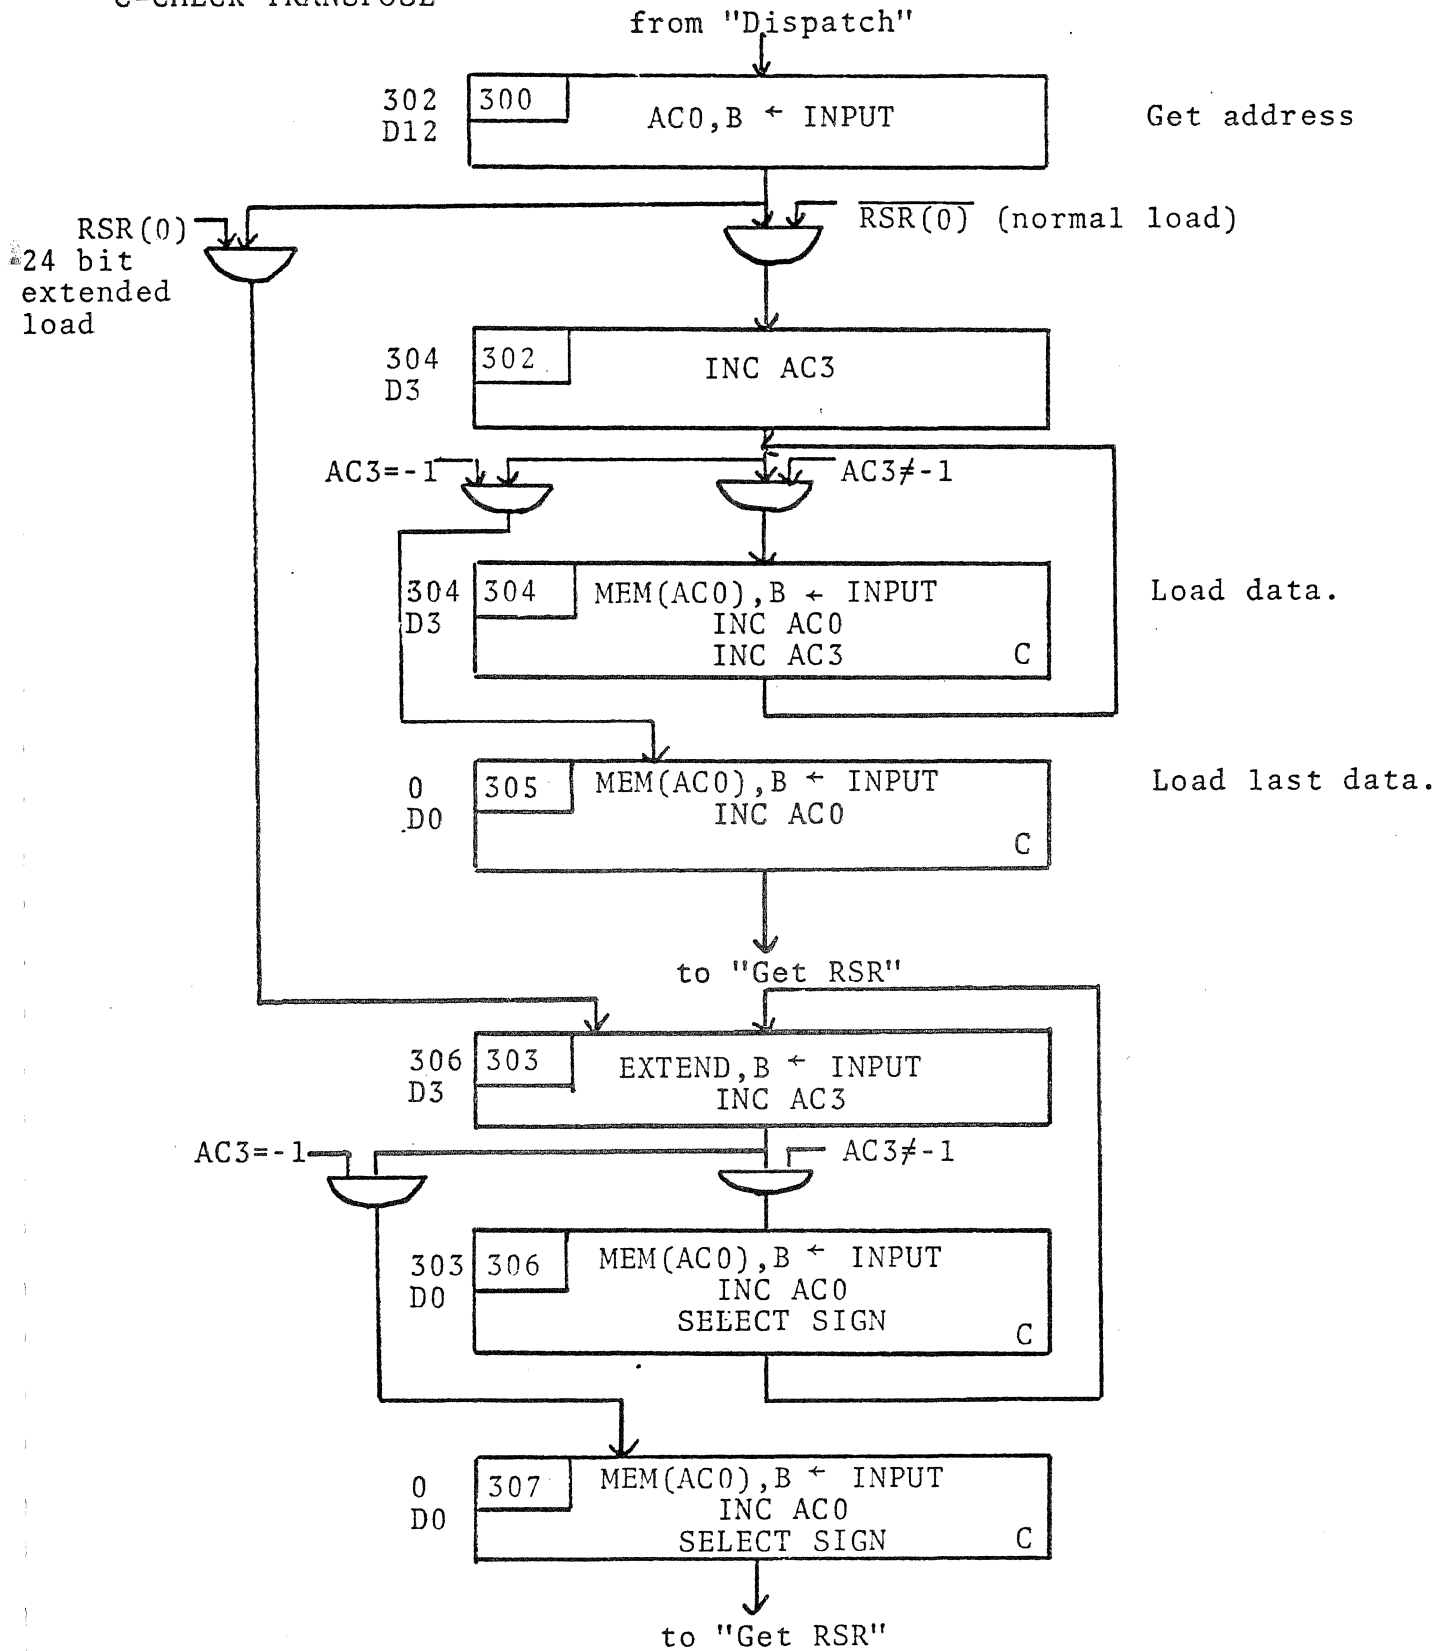 C-CHECK TRANSPOSE
from "Dispatch"
302
D12
300
AC0,B ← INPUT
Get address
RSR(0)
24 bit
extended
load
RSR(0) (normal load)
304
D3
302
INC AC3
AC3=-1
AC3≠-1
304
D3
304
MEM(AC0),B ← INPUT
INC AC0
INC AC3
C
Load data.
0
D0
305
MEM(AC0),B ← INPUT
INC AC0
C
Load last data.
to "Get RSR"
306
D3
303
EXTEND,B ← INPUT
INC AC3
AC3=-1
AC3≠-1
303
D0
306
MEM(AC0),B ← INPUT
INC AC0
SELECT SIGN
C
0
D0
307
MEM(AC0),B ← INPUT
INC AC0
SELECT SIGN
C
to "Get RSR"